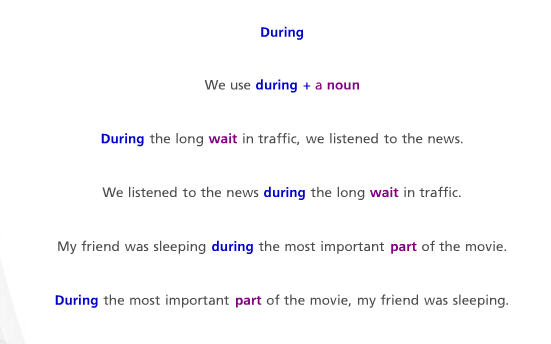 During
We use during + a noun
During the long wait in traffic, we listened to the news.
We listened to the news during the long wait in traffic.
My friend was sleeping during the most important part of the movie.
During the most important part of the movie, my friend was sleeping.